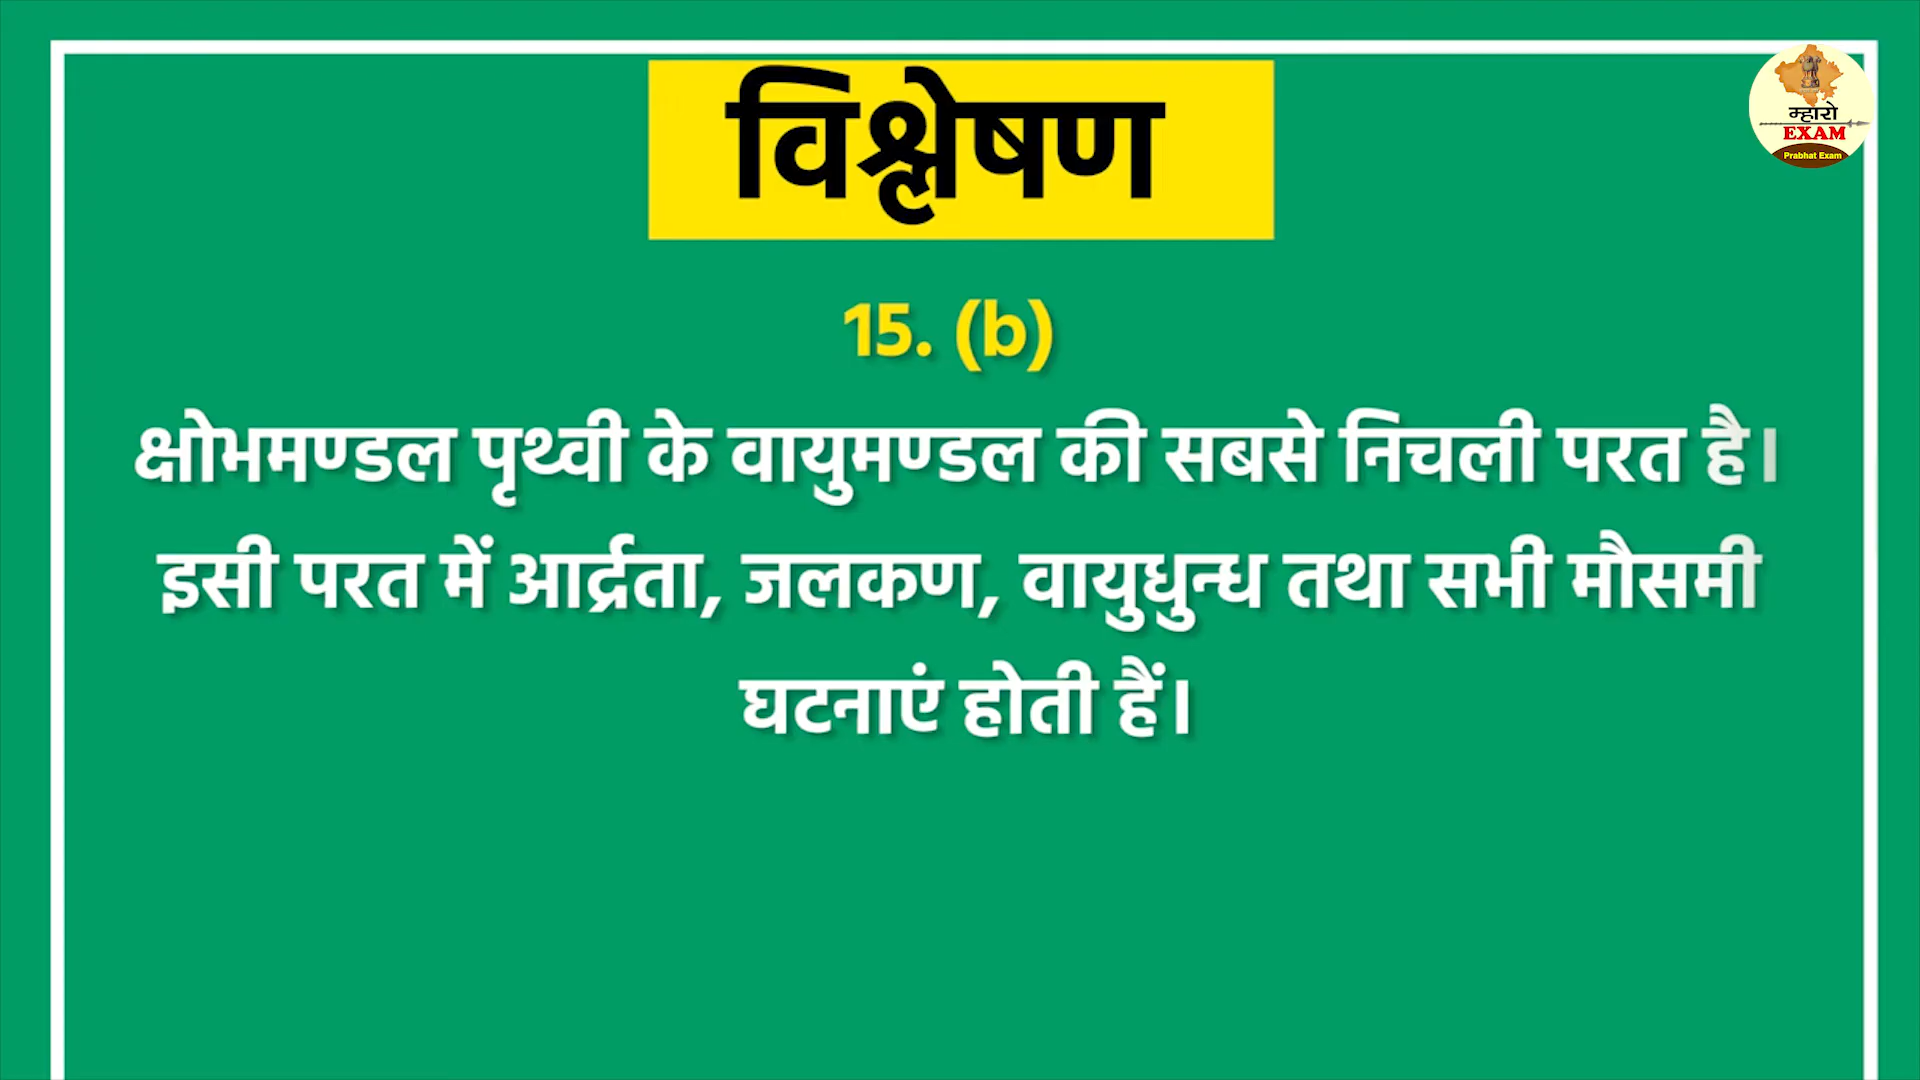 विश्लेषण
म्हारो
EXAM
Prabhat Exam
15. (b)
क्षोभमण्डल पृथ्वी के वायुमण्डल की सबसे निचली परत है।
इसी परत में आर्द्रता, जलकण, वायुधुन्ध तथा सभी मौसमी
घटनाएं होती हैं।